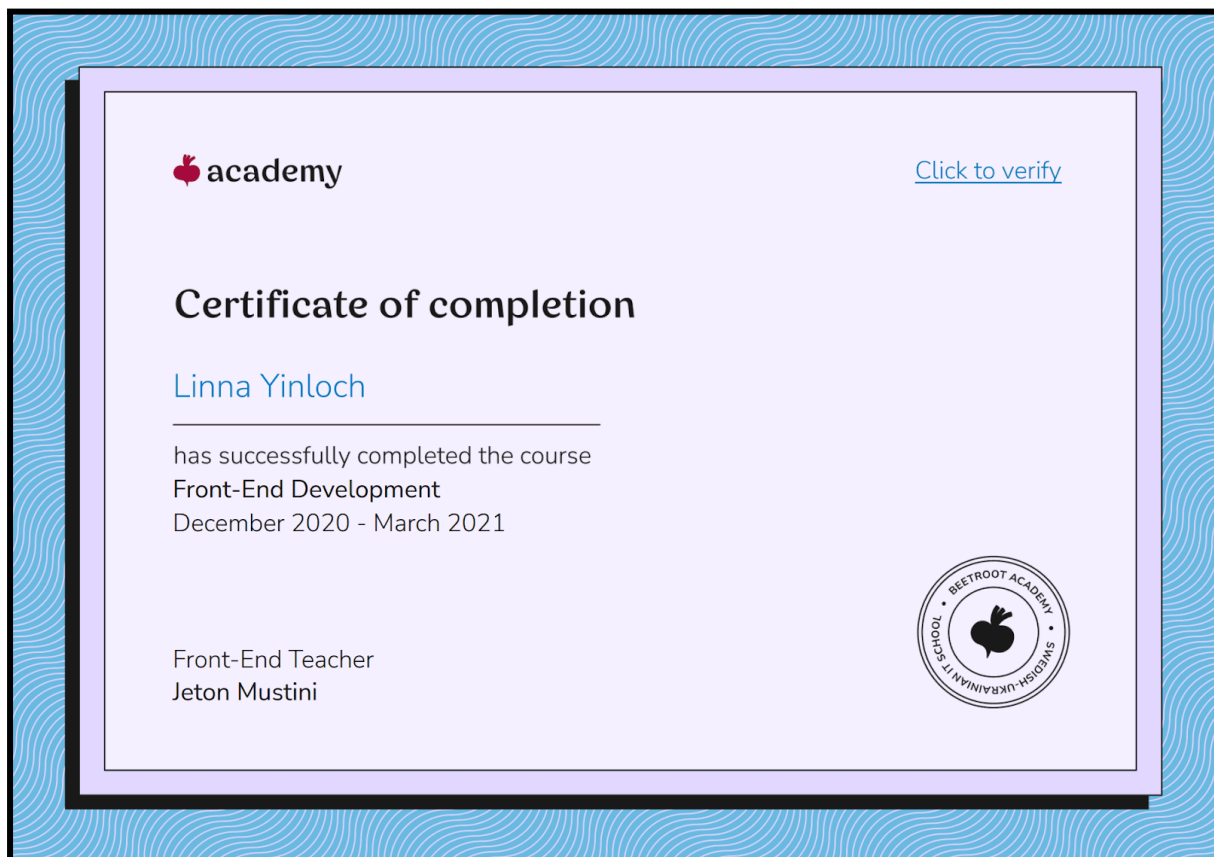 academy
Click to verify
Certificate of completion
Linna Yinloch
has successfully completed the course
Front-End Development
December 2020 - March 2021
Front-End Teacher
Jeton Mustini
BEETROOT ACADEMY • SWEDISH-UKRAINIAN IT SCHOOL •